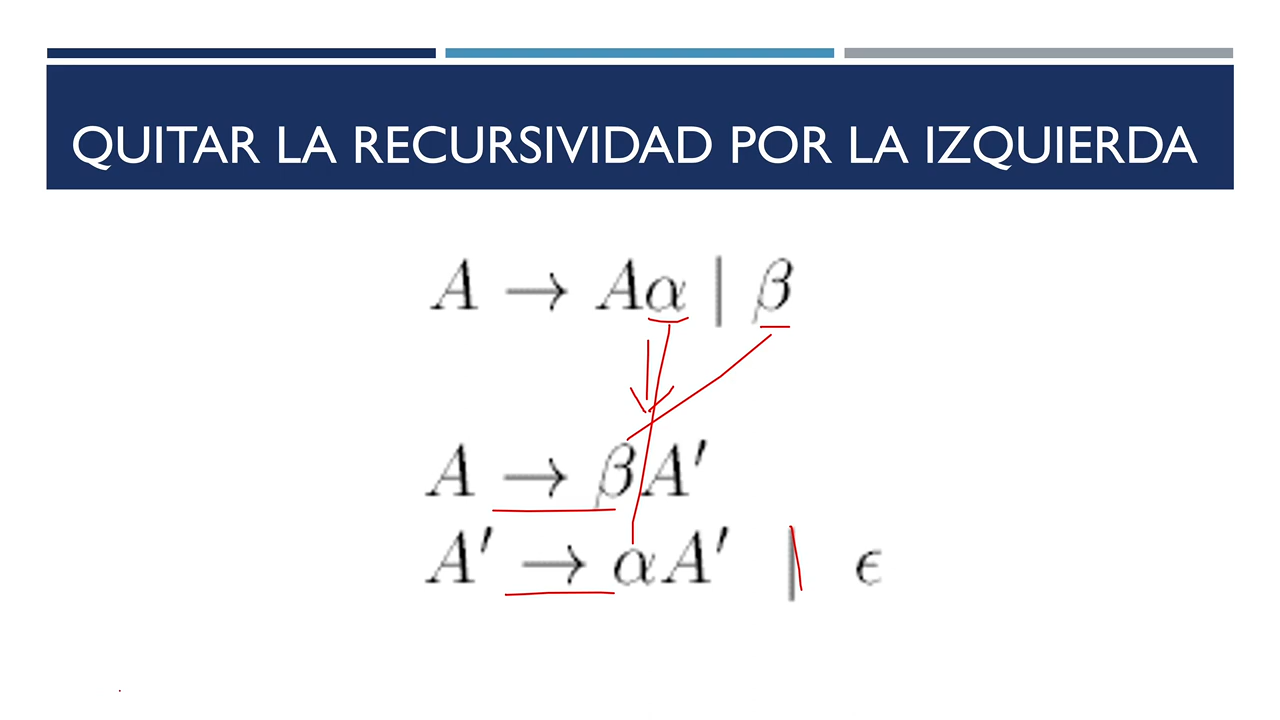 QUITAR LA RECURSIVIDAD POR LA IZQUIERDA
A → Aα | β
A → βA′
A′ → αA′ | ϵ